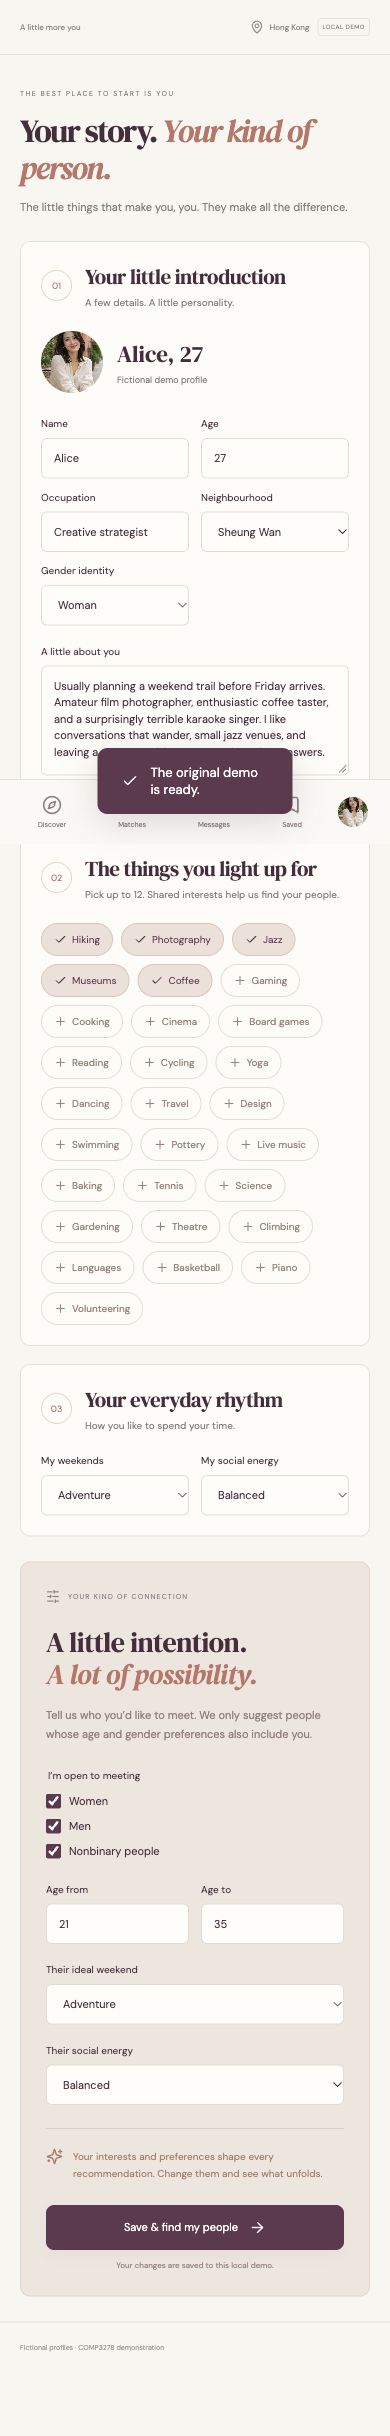 A little more you
Hong Kong
LOCAL DEMO
THE BEST PLACE TO START IS YOU
Your story. Your kind of
person.
The little things that make you, you. They make all the difference.
01
Your little introduction
A few details. A little personality.
Alice, 27
Fictional demo profile
Name
Age
Alice
27
Occupation
Neighbourhood
Creative strategist
Sheung Wan
Gender identity
Woman
A little about you
Usually planning a weekend trail before Friday arrives.
Amateur film photographer, enthusiastic coffee taster,
and a surprisingly terrible karaoke singer. I like
conversations that wander, small jazz venues, and
leaving a
The original demo
is ready.
Discover
Matches
Messages
Saved
02
The things you light up for
Pick up to 12. Shared interests help us find your people.
Hiking
Photography
Jazz
Museums
Coffee
Gaming
Cooking
Cinema
Board games
Reading
Cycling
Yoga
Dancing
Travel
Design
Swimming
Pottery
Live music
Baking
Tennis
Science
Gardening
Theatre
Climbing
Languages
Basketball
Piano
Volunteering
03
Your everyday rhythm
How you like to spend your time.
My weekends
My social energy
Adventure
Balanced
YOUR KIND OF CONNECTION
A little intention.
A lot of possibility.
Tell us who you'd like to meet. We only suggest people
whose age and gender preferences also include you.
I'm open to meeting
Women
Men
Nonbinary people
Age from
Age to
21
35
Their ideal weekend
Adventure
Their social energy
Balanced
Your interests and preferences shape every
recommendation. Change them and see what unfolds.
Save & find my people
Your changes are saved to this local demo.
Fictional profiles · COMP3278 demonstration